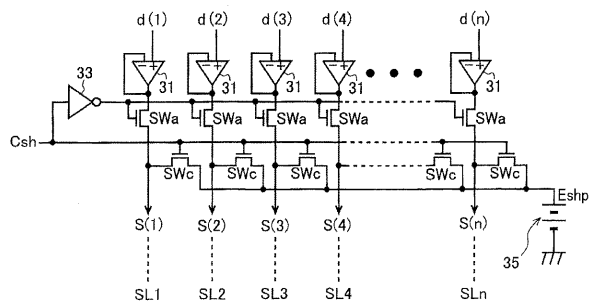 d(1) d(2) d(3) d(4) d(n)
33 31 31 31 31 31
SWa SWa SWa SWa SWa
Csh
SWc SWc SWc SWc SWc
Eshp
S(1) S(2) S(3) S(4) S(n)
35
SL1 SL2 SL3 SL4 SLn